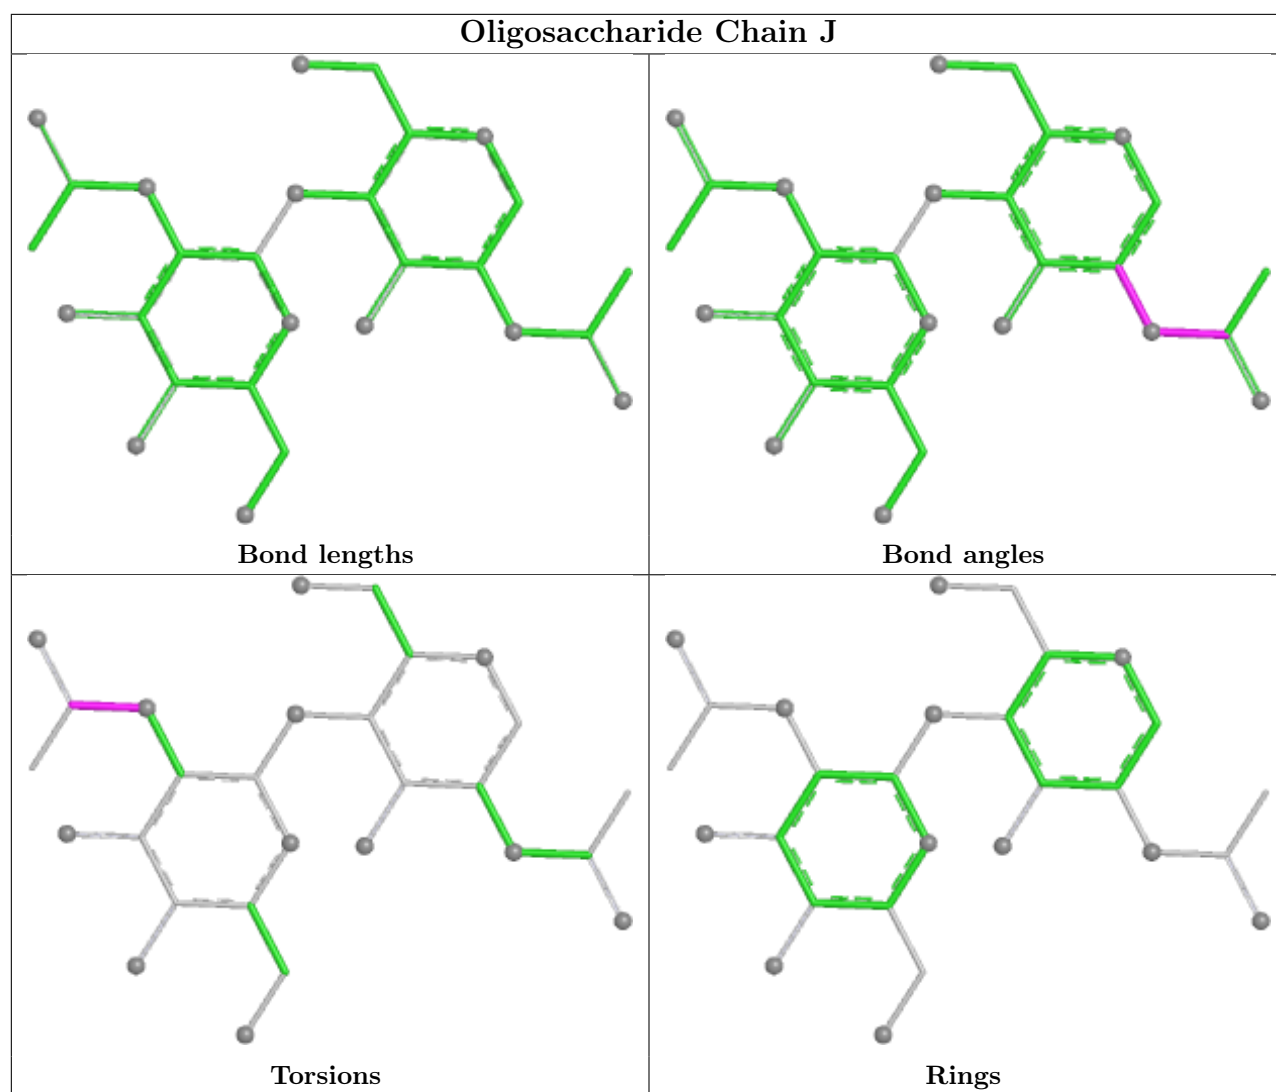 Oligosaccharide Chain J
Bond lengths
Bond angles
Torsions
Rings